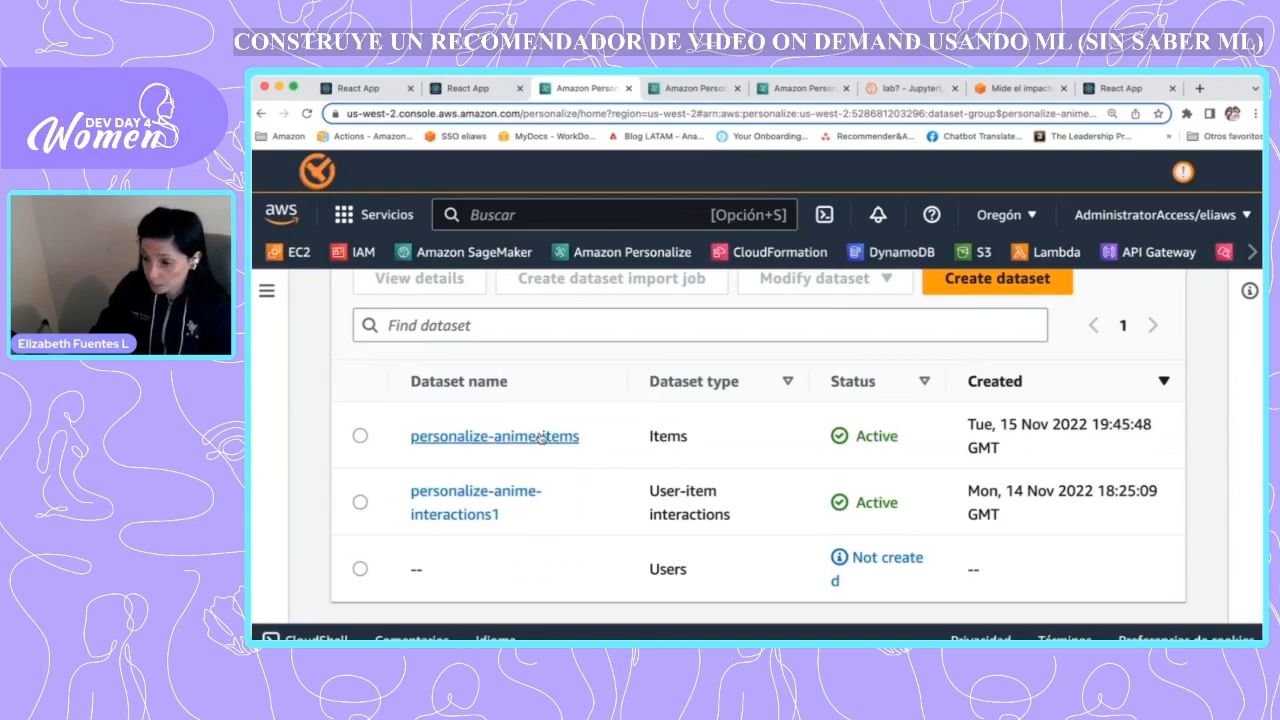 CONSTRUYE UN RECOMENDADOR DE VIDEO ON DEMAND USANDO ML (SIN SABER ML)
DEV DAY 4
Women
Elizabeth Fuentes L
React App
React App
Amazon Perso
Amazon Perso
Amazon Perso
lab? - JupyterL
Mide el impact
React App
us-west-2.console.aws.amazon.com/personalize/home?region=us-west-2#arn:aws:personalize:us-west-2:528681203296:dataset-group$personalize-anime...
Amazon
Actions - Amazon...
SSO eliaws
MyDocs - WorkDo...
Blog LATAM - Ana...
Your Onboarding...
Recommender&A...
Chatbot Translate...
The Leadership Pr...
»
Otros favoritos
aws
Servicios
Buscar
[Opción+S]
Oregón
AdministratorAccess/eliaws
EC2
IAM
Amazon SageMaker
Amazon Personalize
CloudFormation
DynamoDB
S3
Lambda
API Gateway
View details
Create dataset import job
Modify dataset
Create dataset
Find dataset
1
Dataset name
Dataset type
Status
Created
personalize-anime-items
Items
Active
Tue, 15 Nov 2022 19:45:48
GMT
personalize-anime-
interactions1
User-item
interactions
Active
Mon, 14 Nov 2022 18:25:09
GMT
--
Users
Not create
d
--
CloudShell
Comentarios
Idioma
Privacidad
Términos
Preferencias de cookies